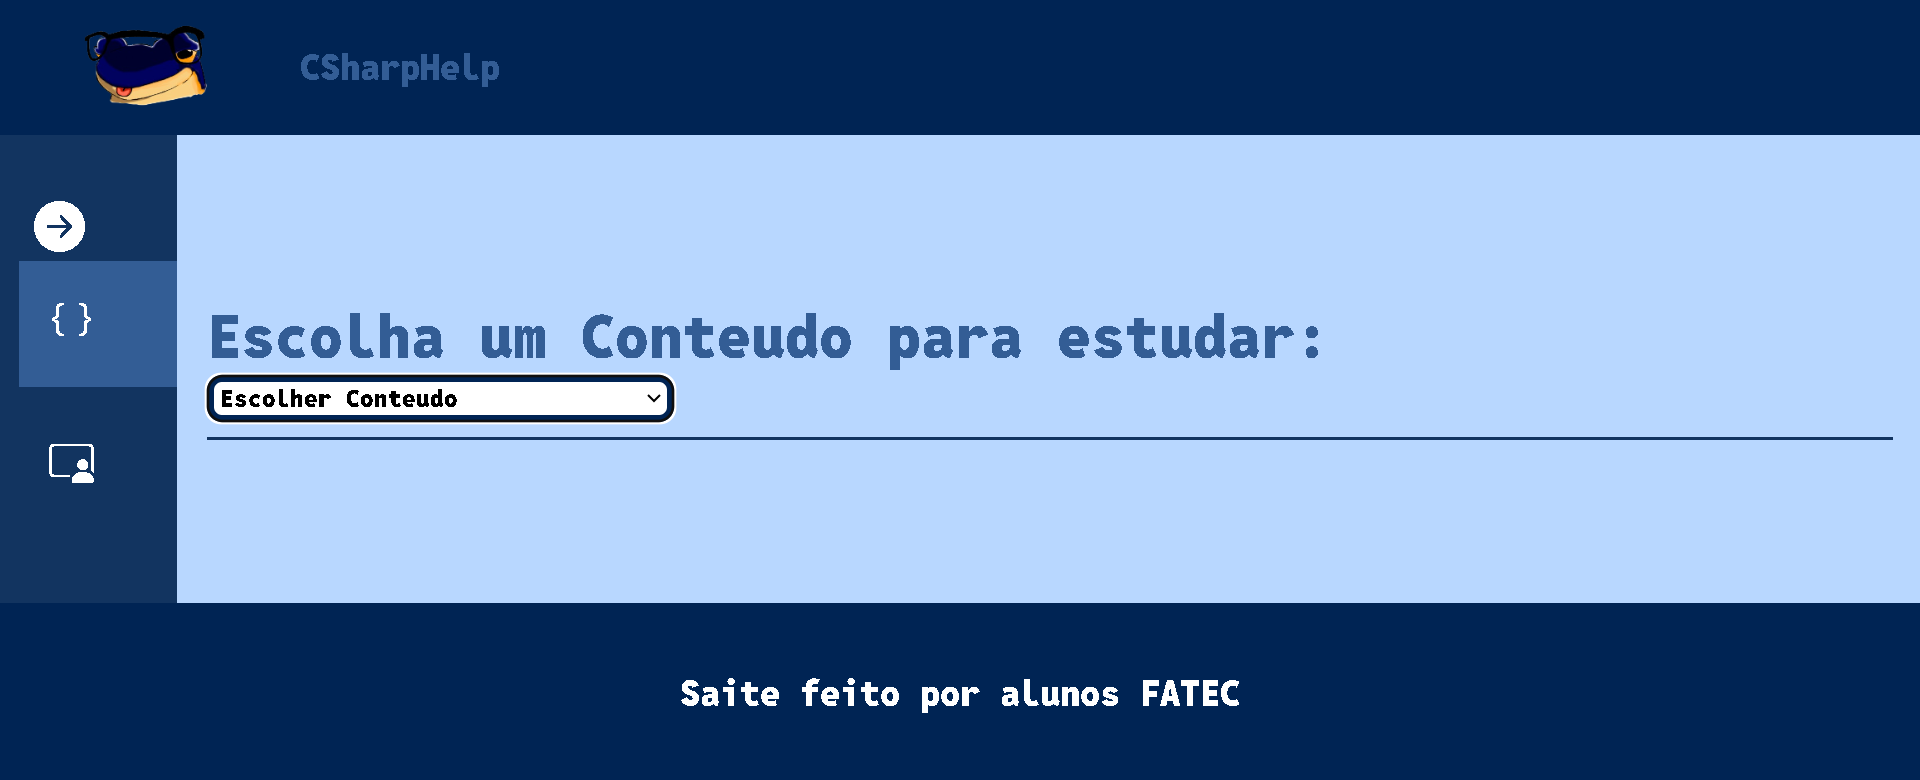 CSharpHelp
{ }
Escolha um Conteudo para estudar:
Escolher Conteudo
Saite feito por alunos FATEC